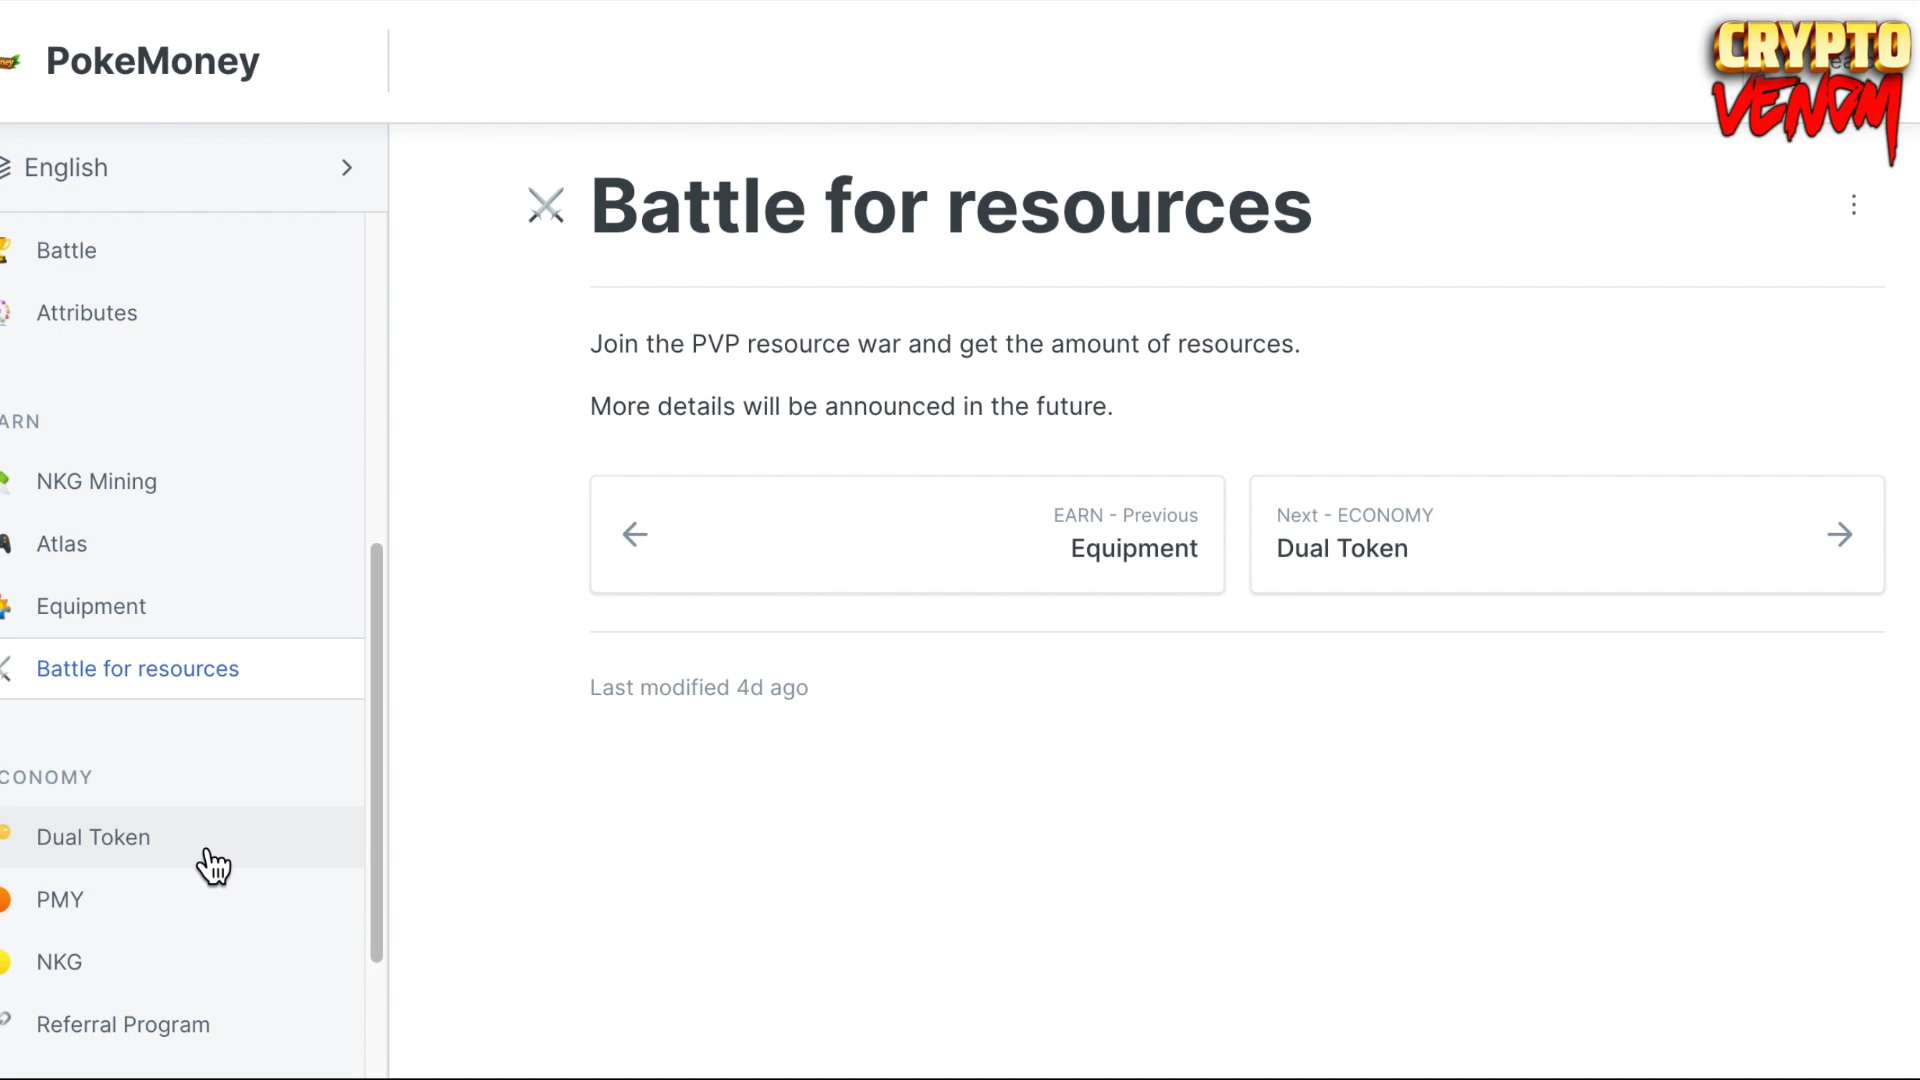 PokeMoney
CRYPTO
VENOM
English
Battle
Attributes
ARN
NKG Mining
Atlas
Equipment
Battle for resources
CONOMY
Dual Token
PMY
NKG
Referral Program
Battle for resources
Join the PVP resource war and get the amount of resources.
More details will be announced in the future.
EARN - Previous
Equipment
Next - ECONOMY
Dual Token
Last modified 4d ago